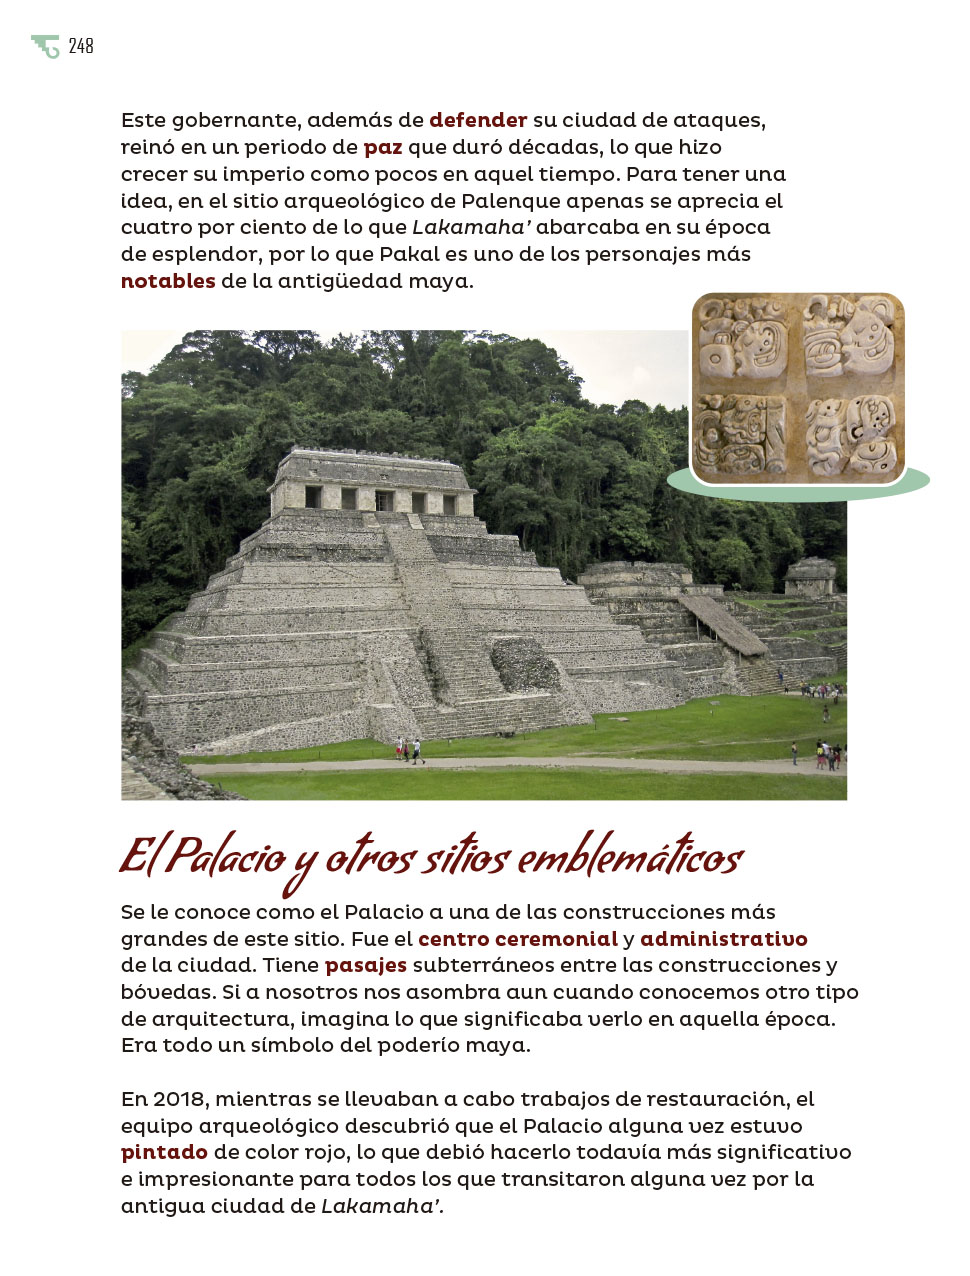 248
Este gobernante, además de defender su ciudad de ataques,
reinó en un periodo de paz que duró décadas, lo que hizo
crecer su imperio como pocos en aquel tiempo. Para tener una
idea, en el sitio arqueológico de Palenque apenas se aprecia el
cuatro por ciento de lo que Lakamaha’ abarcaba en su época
de esplendor, por lo que Pakal es uno de los personajes más
notables de la antigüedad maya.
El Palacio y otros sitios emblemáticos
Se le conoce como el Palacio a una de las construcciones más
grandes de este sitio. Fue el centro ceremonial y administrativo
de la ciudad. Tiene pasajes subterráneos entre las construcciones y
bóvedas. Si a nosotros nos asombra aun cuando conocemos otro tipo
de arquitectura, imagina lo que significaba verlo en aquella época.
Era todo un símbolo del poderío maya.
En 2018, mientras se llevaban a cabo trabajos de restauración, el
equipo arqueológico descubrió que el Palacio alguna vez estuvo
pintado de color rojo, lo que debió hacerlo todavía más significativo
e impresionante para todos los que transitaron alguna vez por la
antigua ciudad de Lakamaha’.